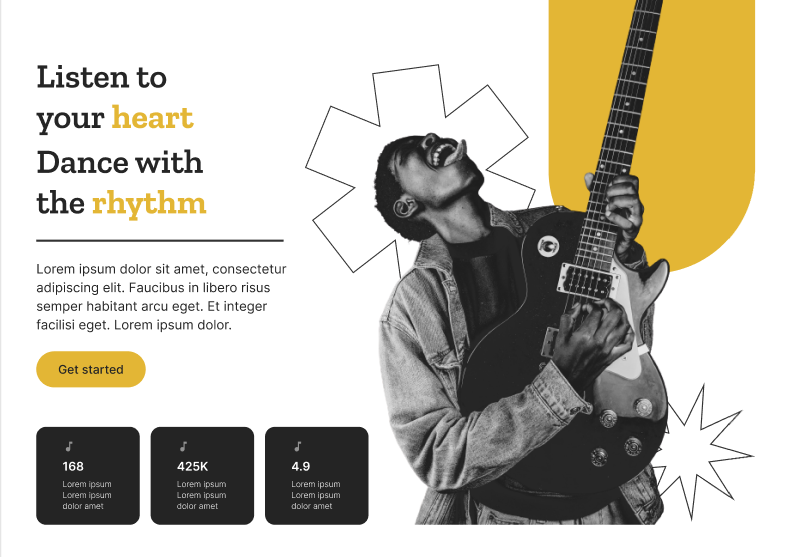 Listen to
your heart
Dance with
the rhythm
Lorem ipsum dolor sit amet, consectetur
adipiscing elit. Faucibus in libero risus
semper habitant arcu eget. Et integer
facilisi eget. Lorem ipsum dolor.
Get started
168
Lorem ipsum
Lorem ipsum
dolor amet
425K
Lorem ipsum
Lorem ipsum
dolor amet
4.9
Lorem ipsum
Lorem ipsum
dolor amet